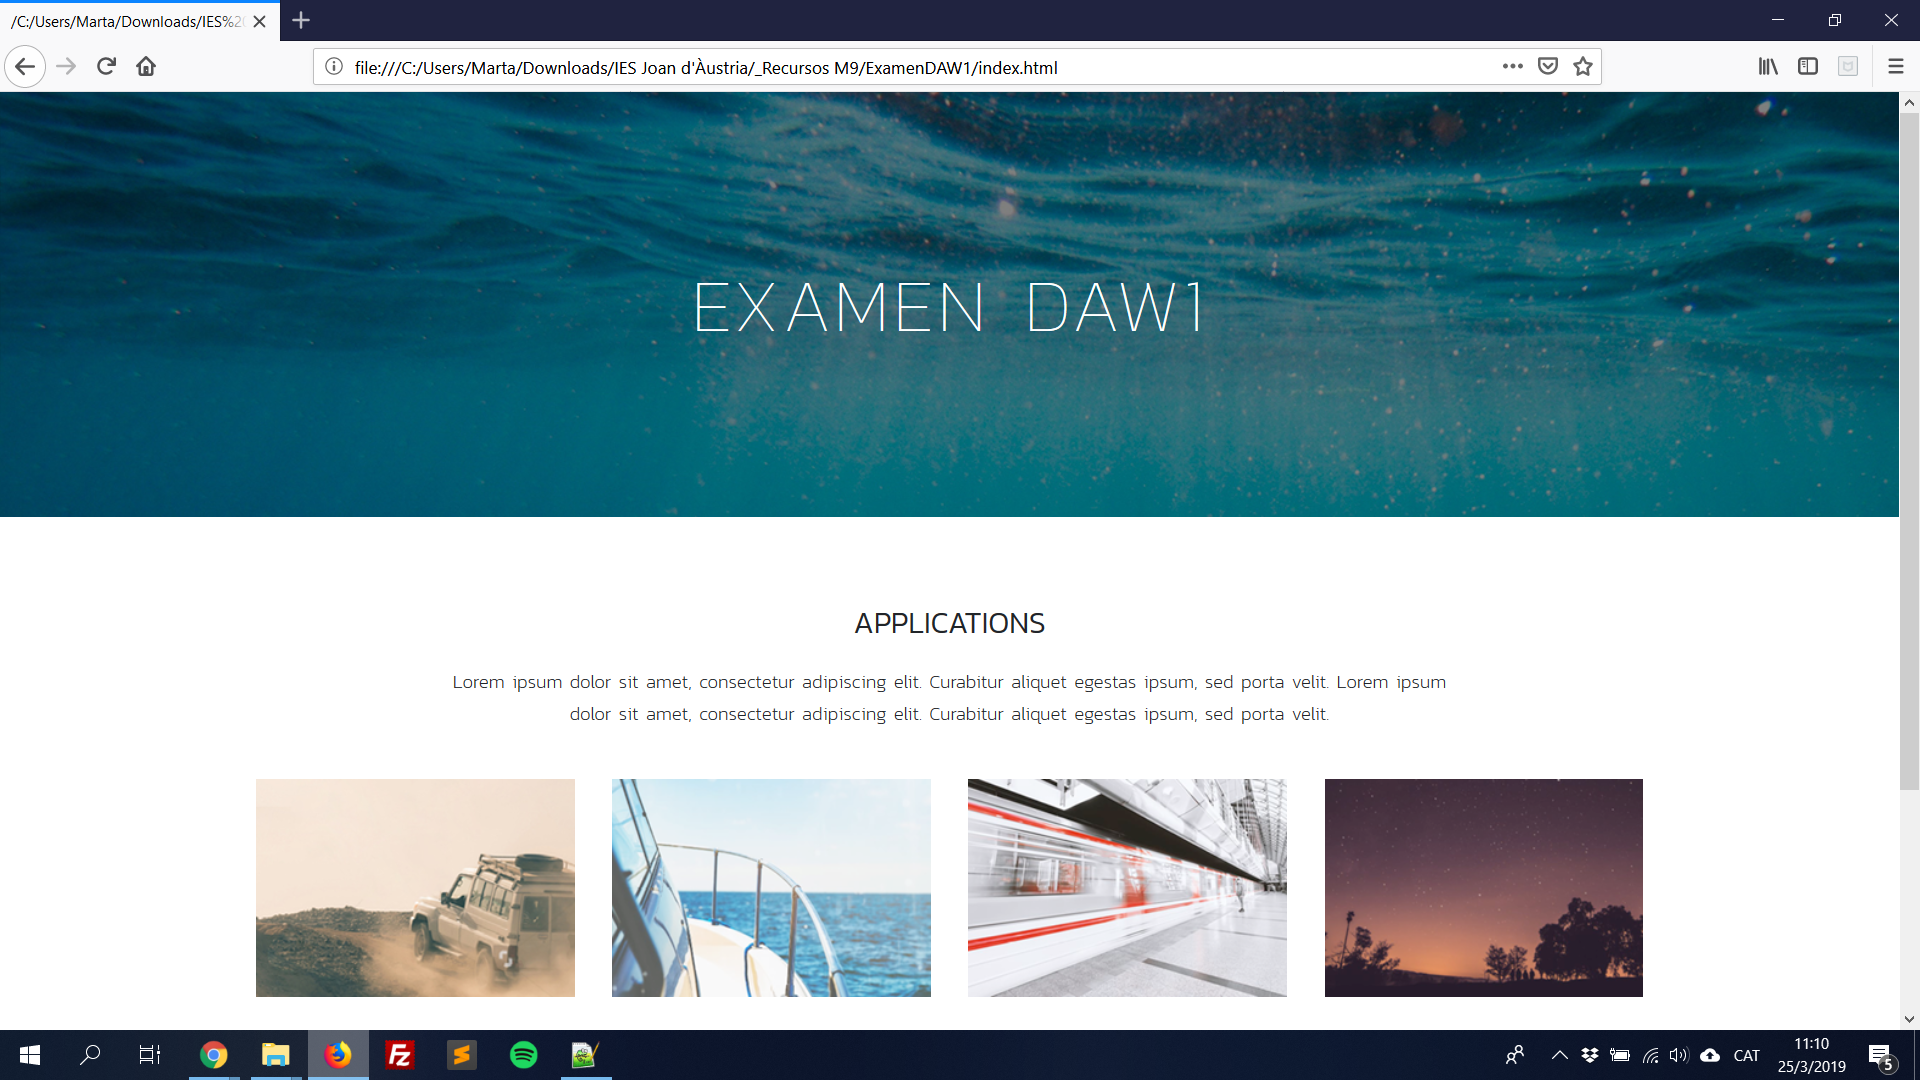 /C:/Users/Marta/Downloads/IES%20
file:///C:/Users/Marta/Downloads/IES Joan d'Àustria/_Recursos M9/ExamenDAW1/index.html
EXAMEN DAW1
APPLICATIONS
Lorem ipsum dolor sit amet, consectetur adipiscing elit. Curabitur aliquet egestas ipsum, sed porta velit. Lorem ipsum
dolor sit amet, consectetur adipiscing elit. Curabitur aliquet egestas ipsum, sed porta velit.
Fz
CAT
11:10
25/3/2019
5